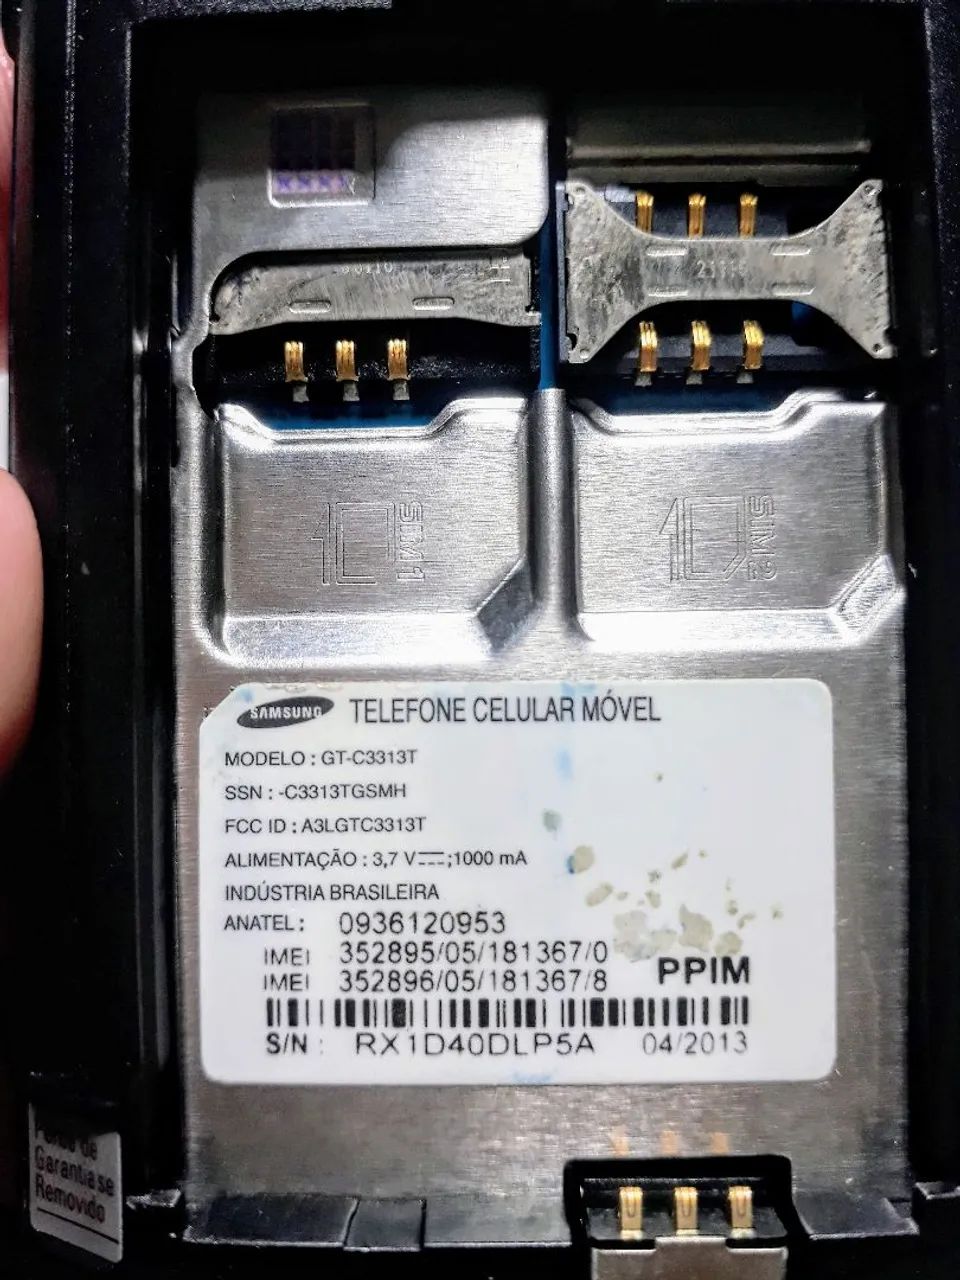 21110
SIM1
SIM2
SAMSUNG TELEFONE CELULAR MÓVEL
MODELO : GT-C3313T
SSN : -C3313TGSMH
FCC ID : A3LGTC3313T
ALIMENTAÇÃO : 3,7 V⎓;1000 mA
INDÚSTRIA BRASILEIRA
ANATEL : 0936120953
IMEI 352895/05/181367/0
IMEI 352896/05/181367/8
PPIM
S/N : RX1D40DLP5A 04/2013
de
Garantia se
Removido